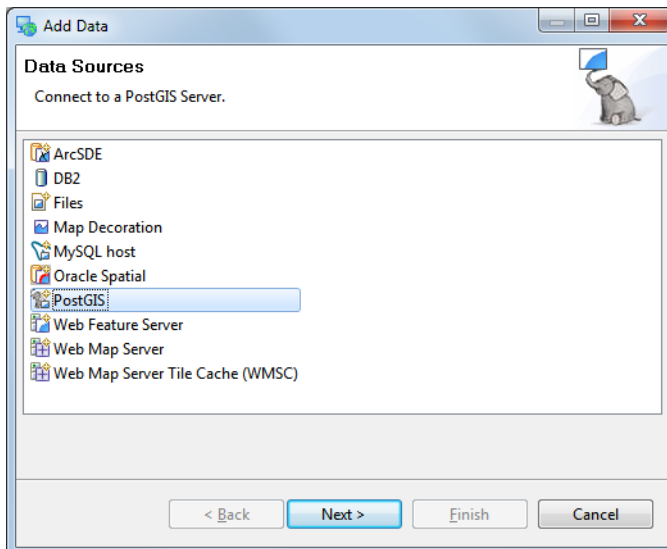 Add Data
Data Sources
Connect to a PostGIS Server.
ArcSDE
DB2
Files
Map Decoration
MySQL host
Oracle Spatial
PostGIS
Web Feature Server
Web Map Server
Web Map Server Tile Cache (WMSC)
< Back Next > Finish Cancel